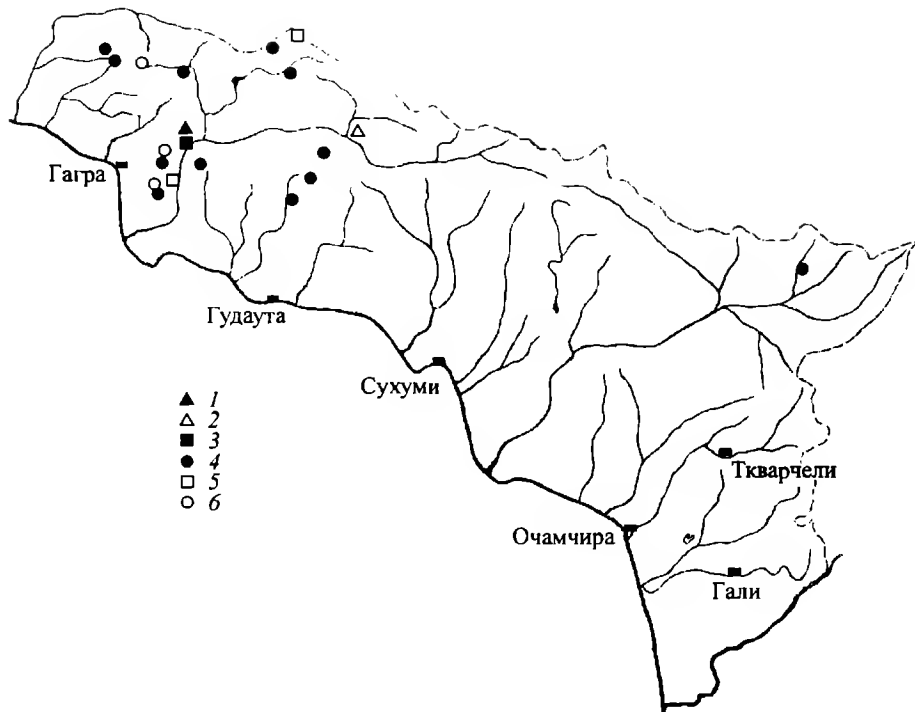 Гагра
Гудаута
Сухуми
1
2
3
4
5
6
Ткварчели
Очамчира
Гали